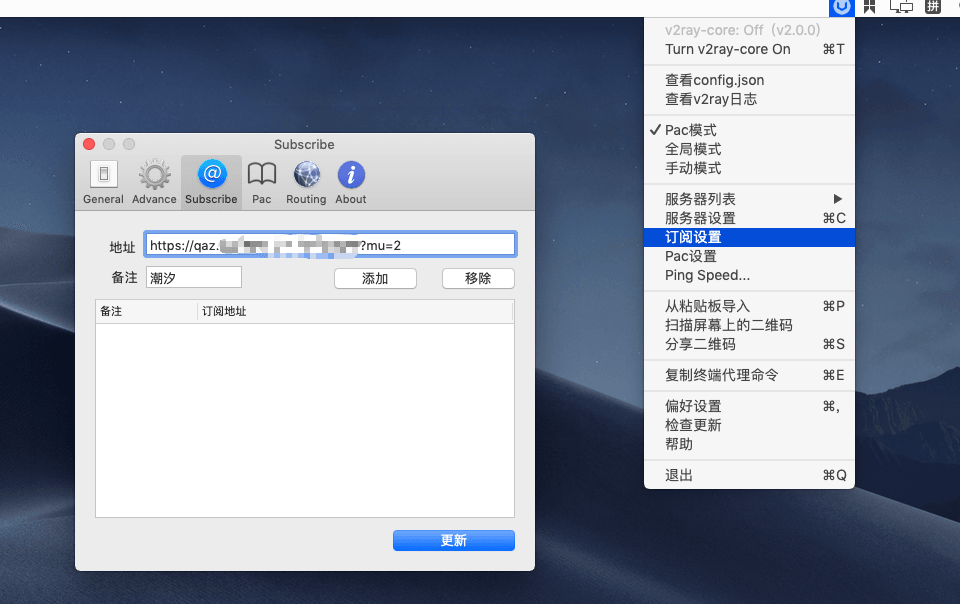 拼
v2ray-core: Off (v2.0.0)
Turn v2ray-core On ⌘T
查看config.json
查看v2ray日志
✓ Pac模式
全局模式
手动模式
服务器列表 ▶
服务器设置 ⌘C
订阅设置
Pac设置
Ping Speed...
从粘贴板导入 ⌘P
扫描屏幕上的二维码
分享二维码 ⌘S
复制终端代理命令 ⌘E
偏好设置 ⌘,
检查更新
帮助
退出 ⌘Q
Subscribe
General Advance Subscribe Pac Routing About
地址 https://qaz. ?mu=2
备注 潮汐 添加 移除
备注 订阅地址
更新